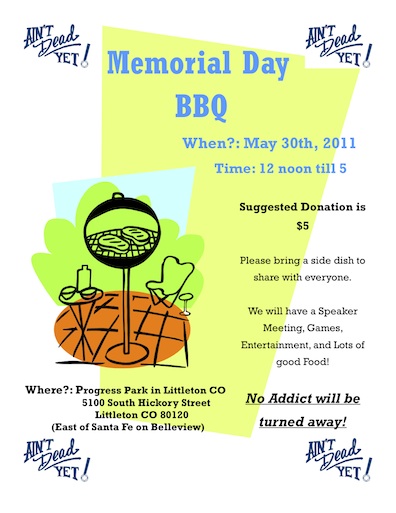 AIN'T
Dead
YET!
AIN'T
Dead
YET!
Memorial Day
BBQ
When?: May 30th, 2011
Time: 12 noon till 5
Suggested Donation is
$5
Please bring a side dish to
share with everyone.
We will have a Speaker
Meeting, Games,
Entertainment, and Lots of
good Food!
Where?: Progress Park in Littleton CO
5100 South Hickory Street
Littleton CO 80120
(East of Santa Fe on Belleview)
No Addict will be
turned away!
AIN'T
Dead
YET!
AIN'T
Dead
YET!